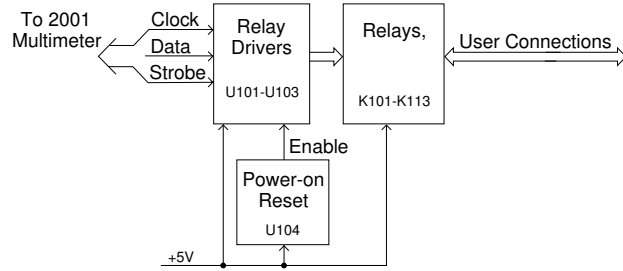 To 2001
Multimeter
Clock
Data
Strobe
Relay
Drivers
U101-U103
Relays,
K101-K113
User Connections
Enable
Power-on
Reset
U104
+5V